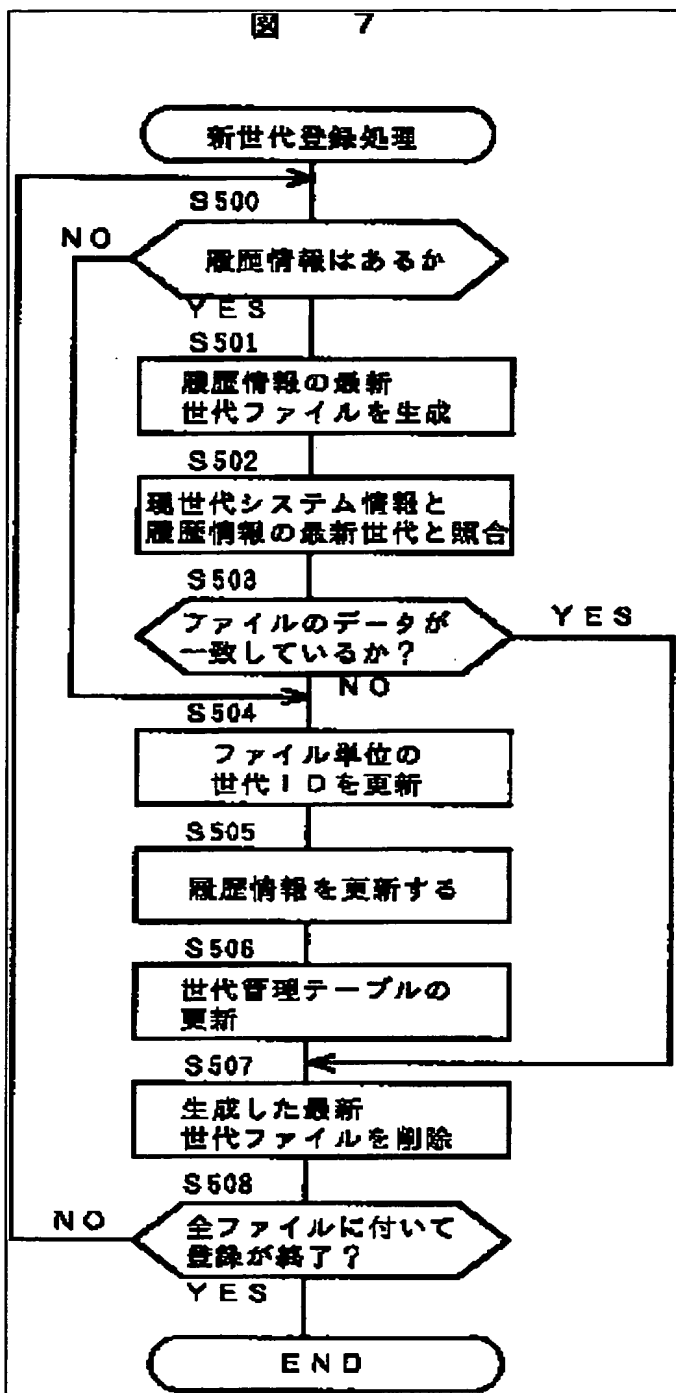 図 7
新世代登録処理
S500
NO
履歴情報はあるか
YES
S501
履歴情報の最新
世代ファイルを生成
S502
現世代システム情報と
履歴情報の最新世代と照合
S503
ファイルのデータが
一致しているか?
YES
NO
S504
ファイル単位の
世代IDを更新
S505
履歴情報を更新する
S506
世代管理テーブルの
更新
S507
生成した最新
世代ファイルを削除
S508
NO
全ファイルに付いて
登録が終了?
YES
END